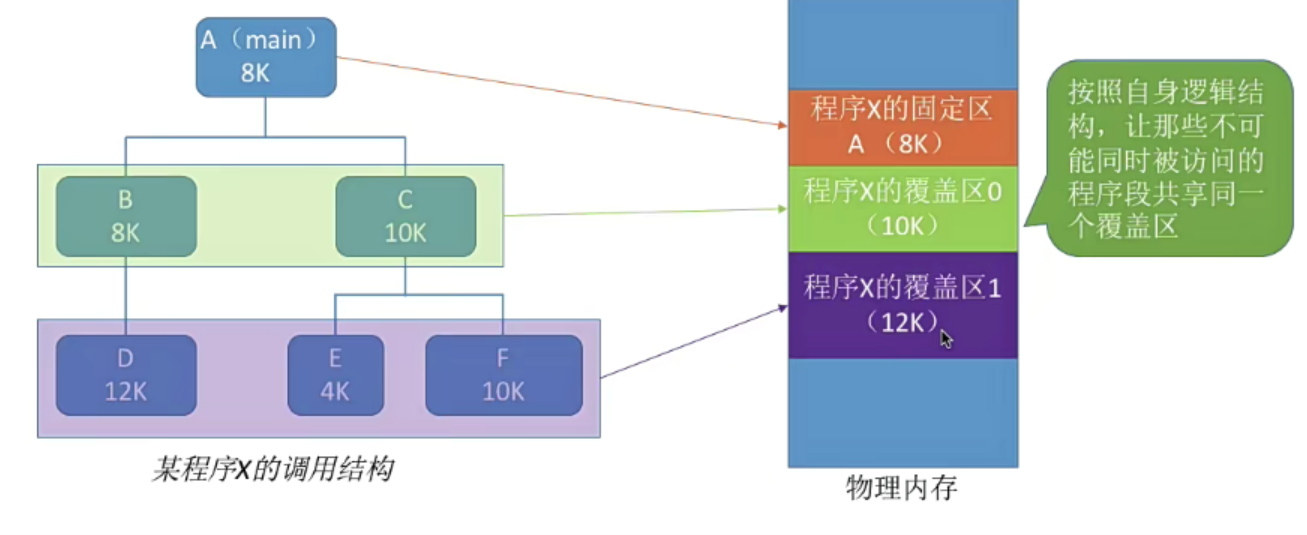 A（main）
8K
B
8K
C
10K
D
12K
E
4K
F
10K
某程序X的调用结构
程序X的固定区
A （8K）
程序X的覆盖区0
（10K）
程序X的覆盖区1
（12K）
物理内存
按照自身逻辑结
构，让那些不可
能同时被访问的
程序段共享同一
个覆盖区